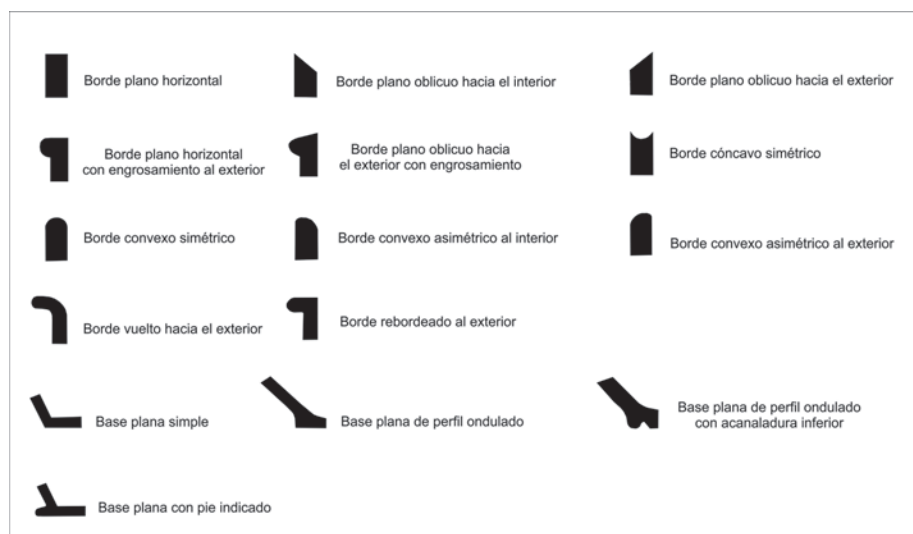 Borde plano horizontal
Borde plano oblicuo hacia el interior
Borde plano oblicuo hacia el exterior
Borde plano horizontal
con engrosamiento al exterior
Borde plano oblicuo hacia
el exterior con engrosamiento
Borde cóncavo simétrico
Borde convexo simétrico
Borde convexo asimétrico al interior
Borde convexo asimétrico al exterior
Borde vuelto hacia el exterior
Borde rebordeado al exterior
Base plana simple
Base plana de perfil ondulado
Base plana de perfil ondulado
con acanaladura inferior
Base plana con pie indicado